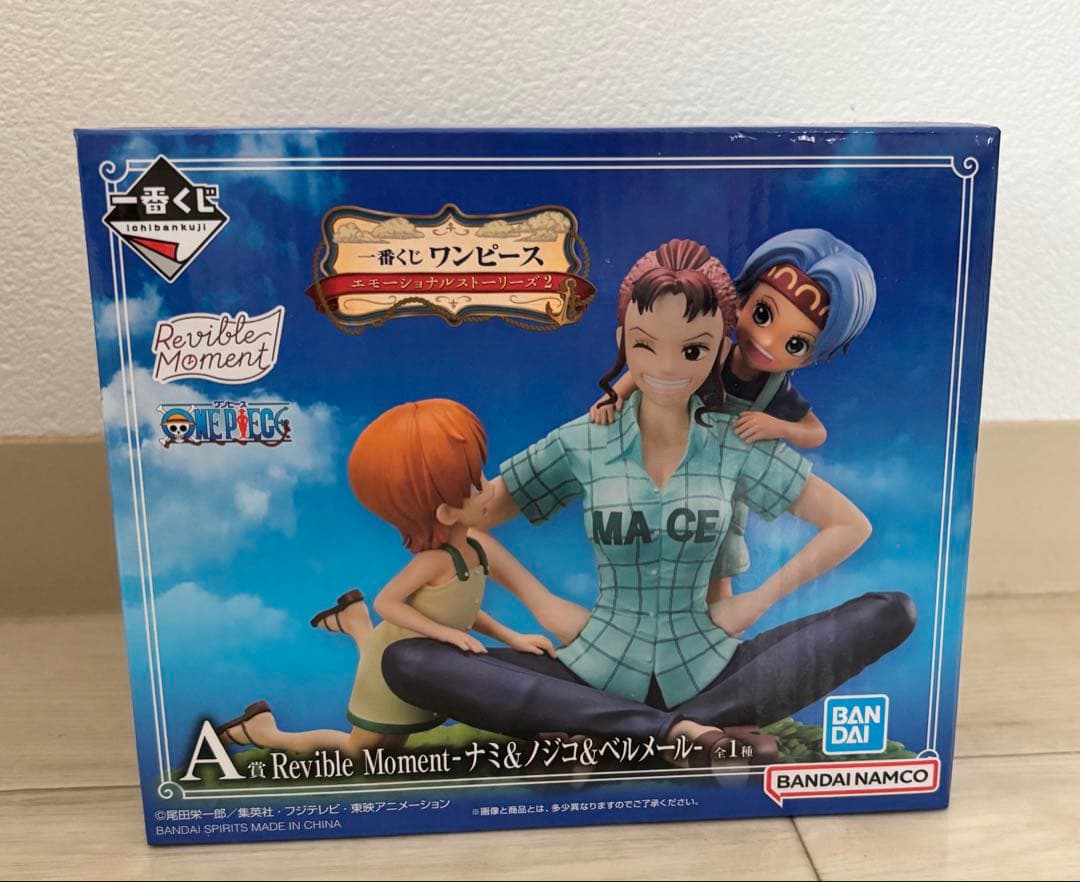 一番くじ
ichibankuji
一番くじ ワンピース
エモーショナルストーリーズ2
Revible
Moment
ワンピース
ONE PIECE
MA CE
BAN
DAI
A賞 Revible Moment-ナミ&ノジコ&ベルメール- 全1種
BANDAI NAMCO
©尾田栄一郎/集英社・フジテレビ・東映アニメーション
※画像と商品とは、多少異なりますのでご了承ください。
BANDAI SPIRITS MADE IN CHINA